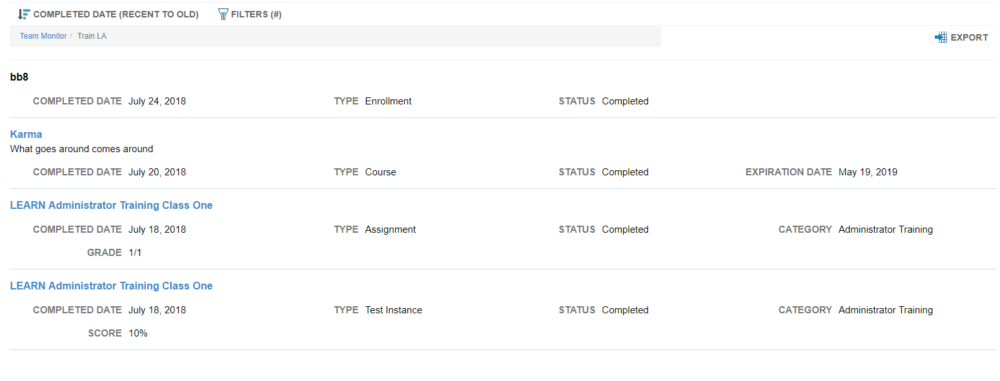 COMPLETED DATE (RECENT TO OLD) FILTERS (#)
Team Monitor / Train LA
EXPORT
bb8
COMPLETED DATE July 24, 2018 TYPE Enrollment STATUS Completed
Karma
What goes around comes around
COMPLETED DATE July 20, 2018 TYPE Course STATUS Completed EXPIRATION DATE May 19, 2019
LEARN Administrator Training Class One
COMPLETED DATE July 18, 2018 TYPE Assignment STATUS Completed CATEGORY Administrator Training
GRADE 1/1
LEARN Administrator Training Class One
COMPLETED DATE July 18, 2018 TYPE Test Instance STATUS Completed CATEGORY Administrator Training
SCORE 10%